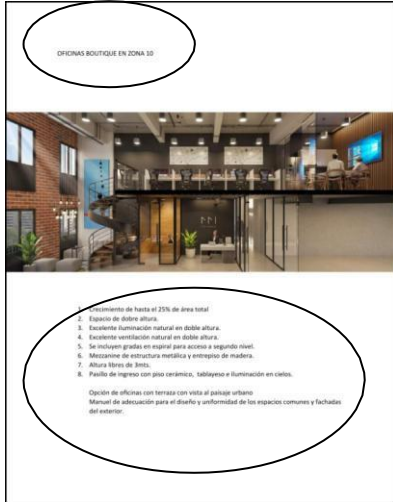 OFICINAS BOUTIQUE EN ZONA 10
1. Crecimiento de hasta el 25% de área total
2. Espacio de dobre altura.
3. Excelente iluminación natural en doble altura.
4. Excelente ventilación natural en doble altura.
5. Se incluyen gradas en espiral para acceso a segundo nivel.
6. Mezzanine de estructura metálica y entrepiso de madera.
7. Altura libres de 3mts.
8. Pasillo de ingreso con piso cerámico, tablayeso e iluminación en cielos.
Opción de oficinas con terraza con vista al paisaje urbano
Manuel de adecuación para el diseño y uniformidad de los espacios comunes y fachadas
del exterior.